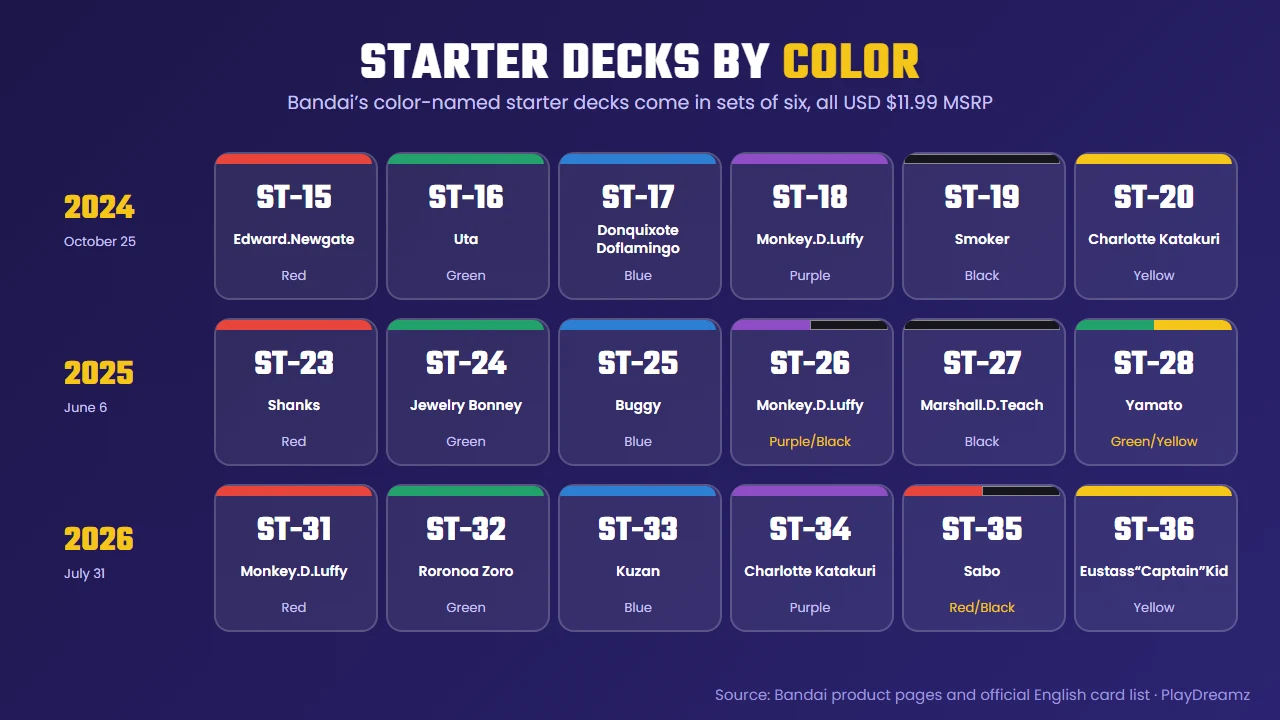 STARTER DECKS BY COLOR
Bandai’s color-named starter decks come in sets of six, all USD $11.99 MSRP
2024
October 25
ST-15
Edward.Newgate
Red
ST-16
Uta
Green
ST-17
Donquixote
Doflamingo
Blue
ST-18
Monkey.D.Luffy
Purple
ST-19
Smoker
Black
ST-20
Charlotte Katakuri
Yellow
2025
June 6
ST-23
Shanks
Red
ST-24
Jewelry Bonney
Green
ST-25
Buggy
Blue
ST-26
Monkey.D.Luffy
Purple/Black
ST-27
Marshall.D.Teach
Black
ST-28
Yamato
Green/Yellow
2026
July 31
ST-31
Monkey.D.Luffy
Red
ST-32
Roronoa Zoro
Green
ST-33
Kuzan
Blue
ST-34
Charlotte Katakuri
Purple
ST-35
Sabo
Red/Black
ST-36
Eustass“Captain”Kid
Yellow
Source: Bandai product pages and official English card list · PlayDreamz